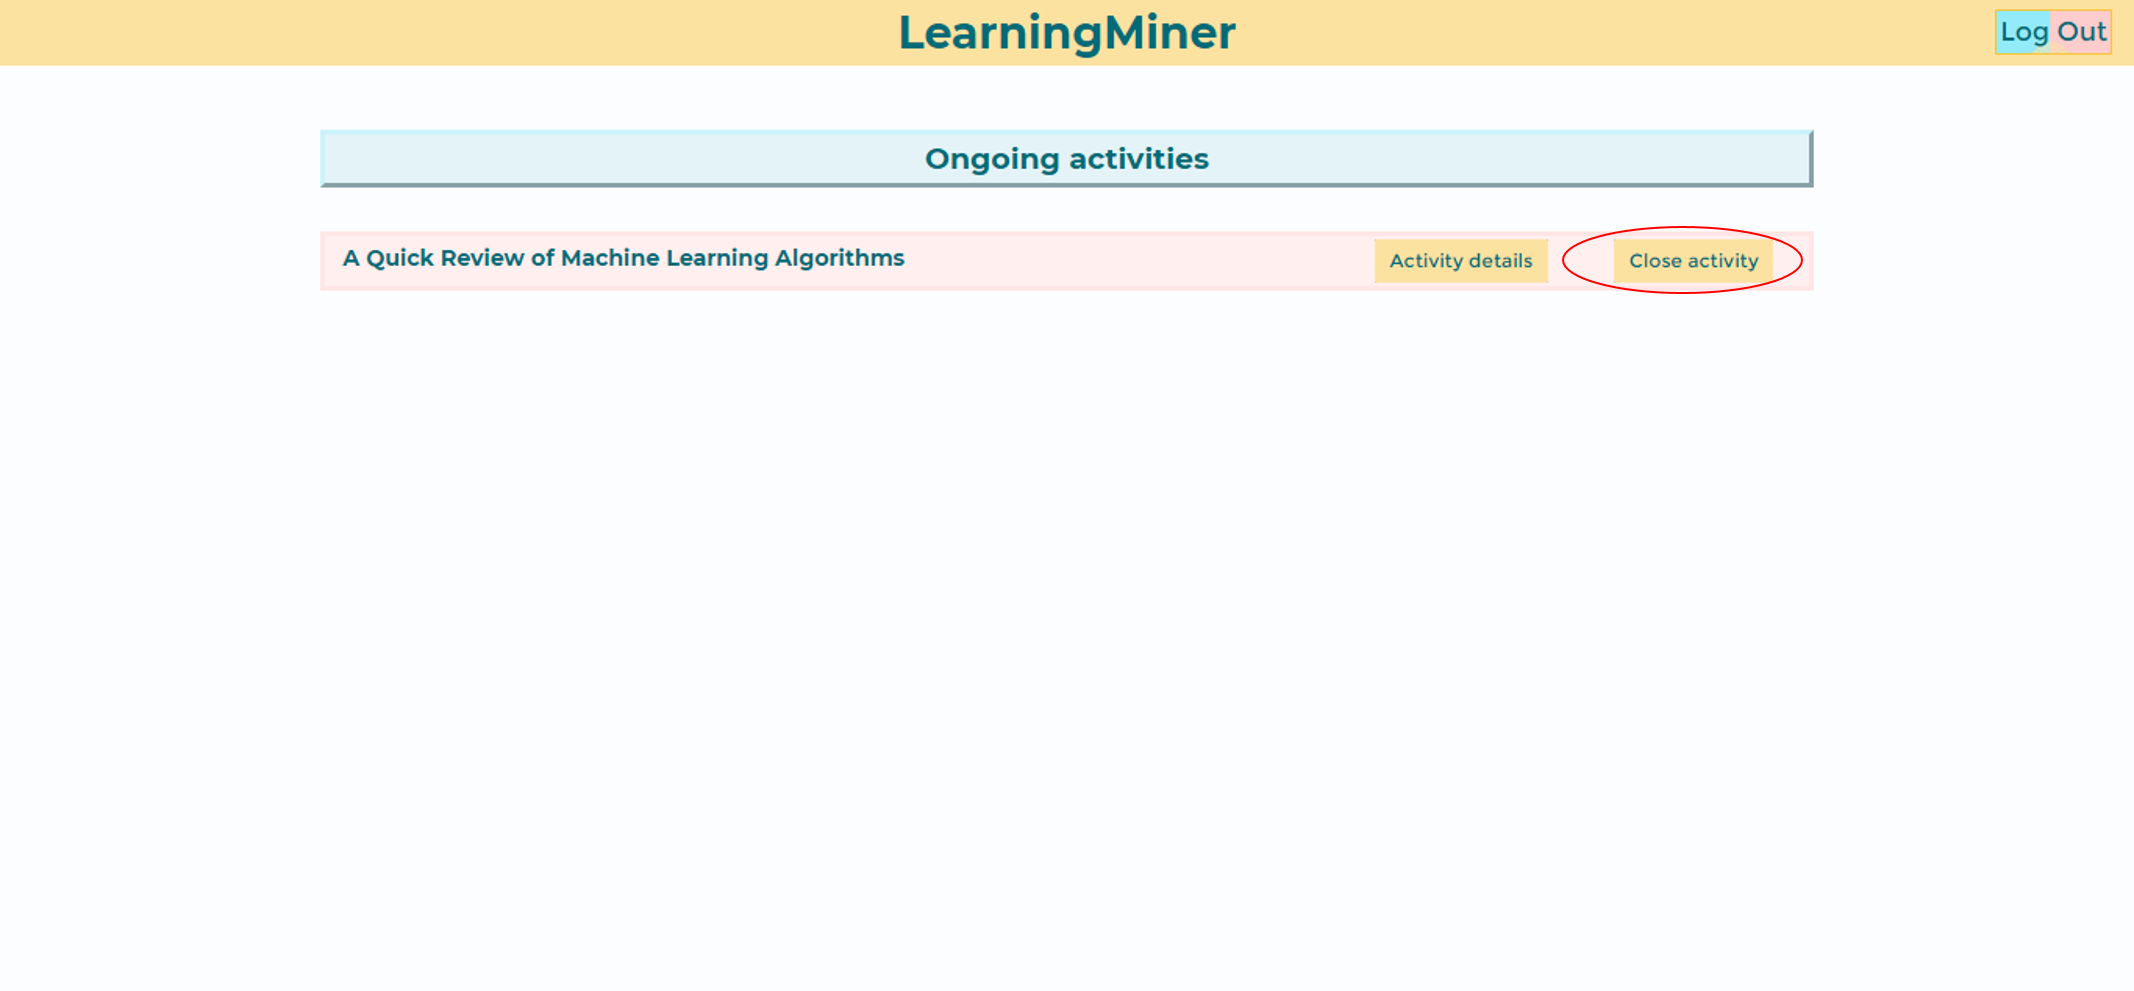 LearningMiner
Log Out
Ongoing activities
A Quick Review of Machine Learning Algorithms
Activity details
Close activity